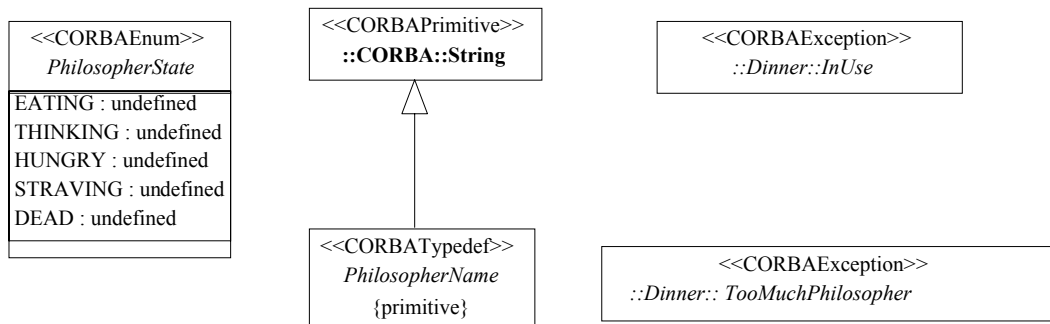 <<CORBAEnum>>
PhilosopherState
EATING : undefined
THINKING : undefined
HUNGRY : undefined
STRAVING : undefined
DEAD : undefined
<<CORBAPrimitive>>
::CORBA::String
<<CORBATypedef>>
PhilosopherName
{primitive}
<<CORBAException>>
::Dinner::InUse
<<CORBAException>>
::Dinner:: TooMuchPhilosopher